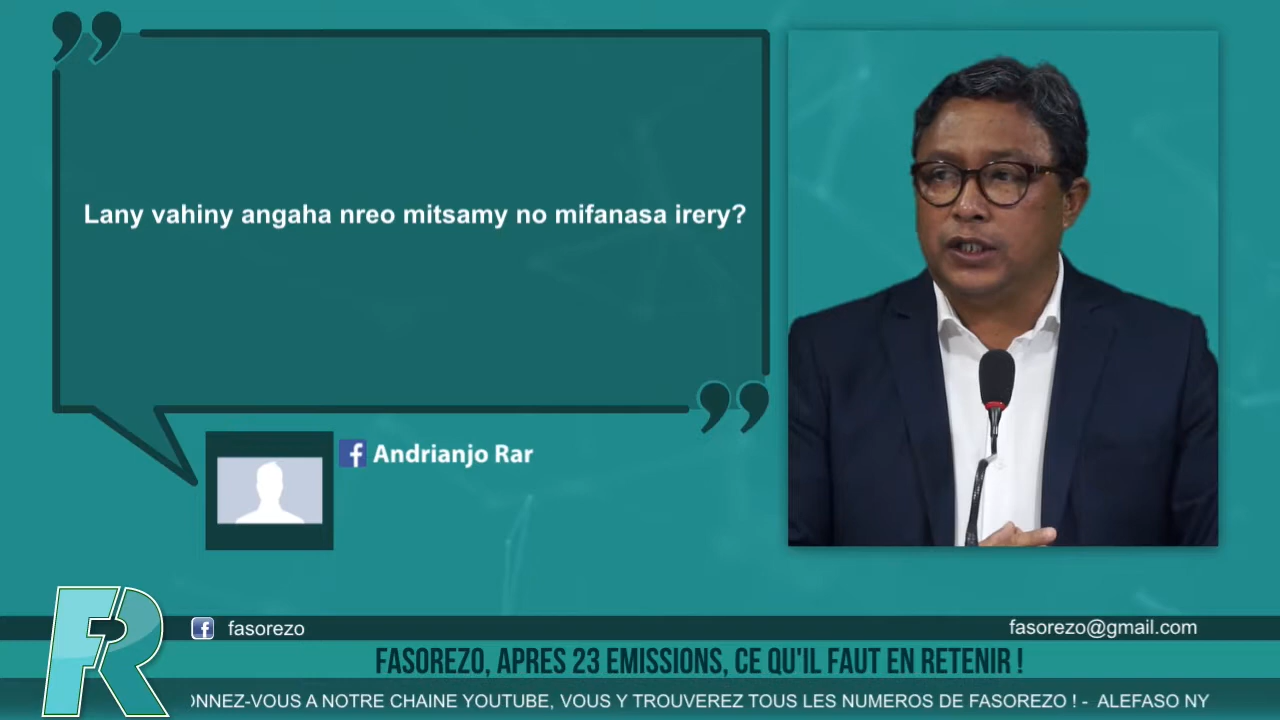 Lany vahiny angaha nreo mitsamy no mifanasa irery?
Andrianjo Rar
FR
fasorezo
fasorezo@gmail.com
FASOREZO, APRES 23 EMISSIONS, CE QU'IL FAUT EN RETENIR !
ONNEZ-VOUS A NOTRE CHAINE YOUTUBE, VOUS Y TROUVEREZ TOUS LES NUMEROS DE FASOREZO ! - ALEFASO NY